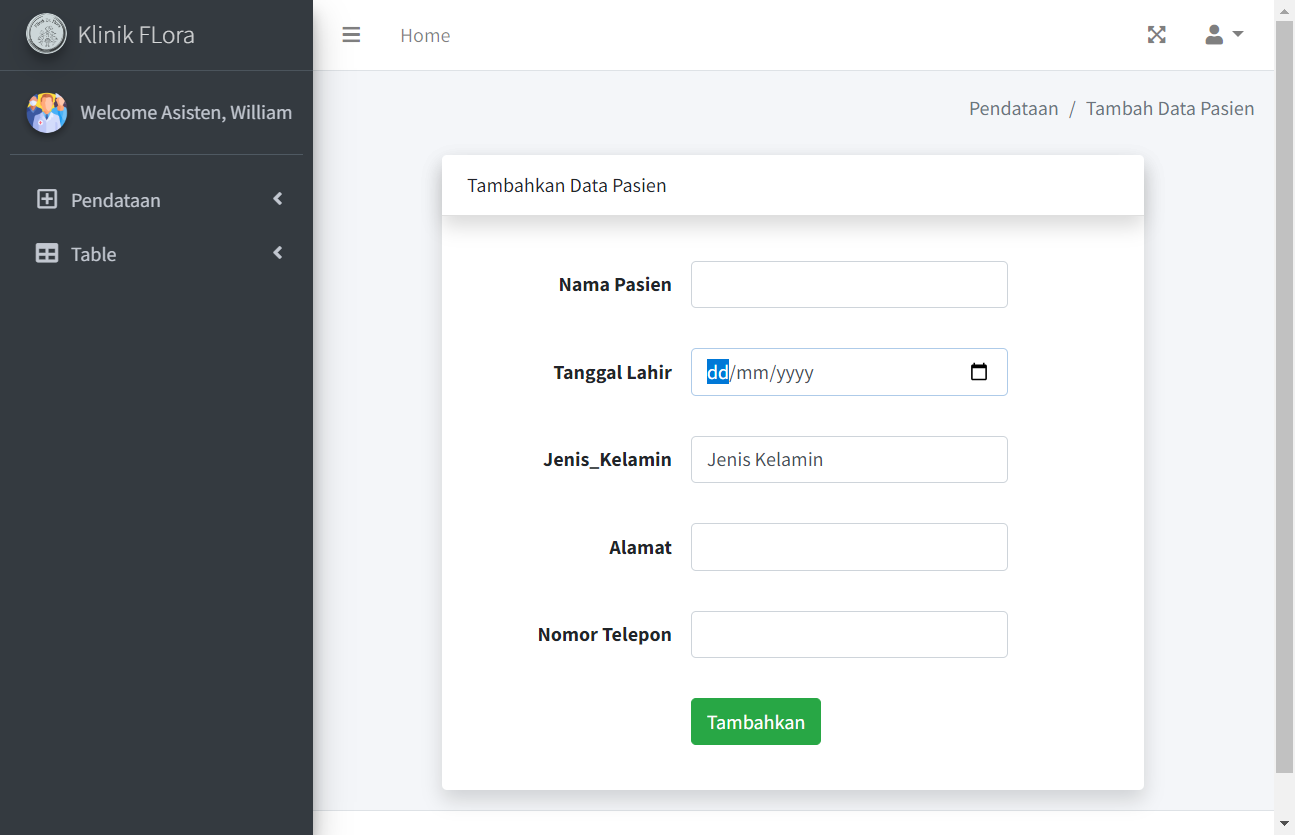 Klinik FLora
Home
Welcome Asisten, William
Pendataan / Tambah Data Pasien
Pendataan
Table
Tambahkan Data Pasien
Nama Pasien
Tanggal Lahir dd/mm/yyyy
Jenis_Kelamin Jenis Kelamin
Alamat
Nomor Telepon
Tambahkan